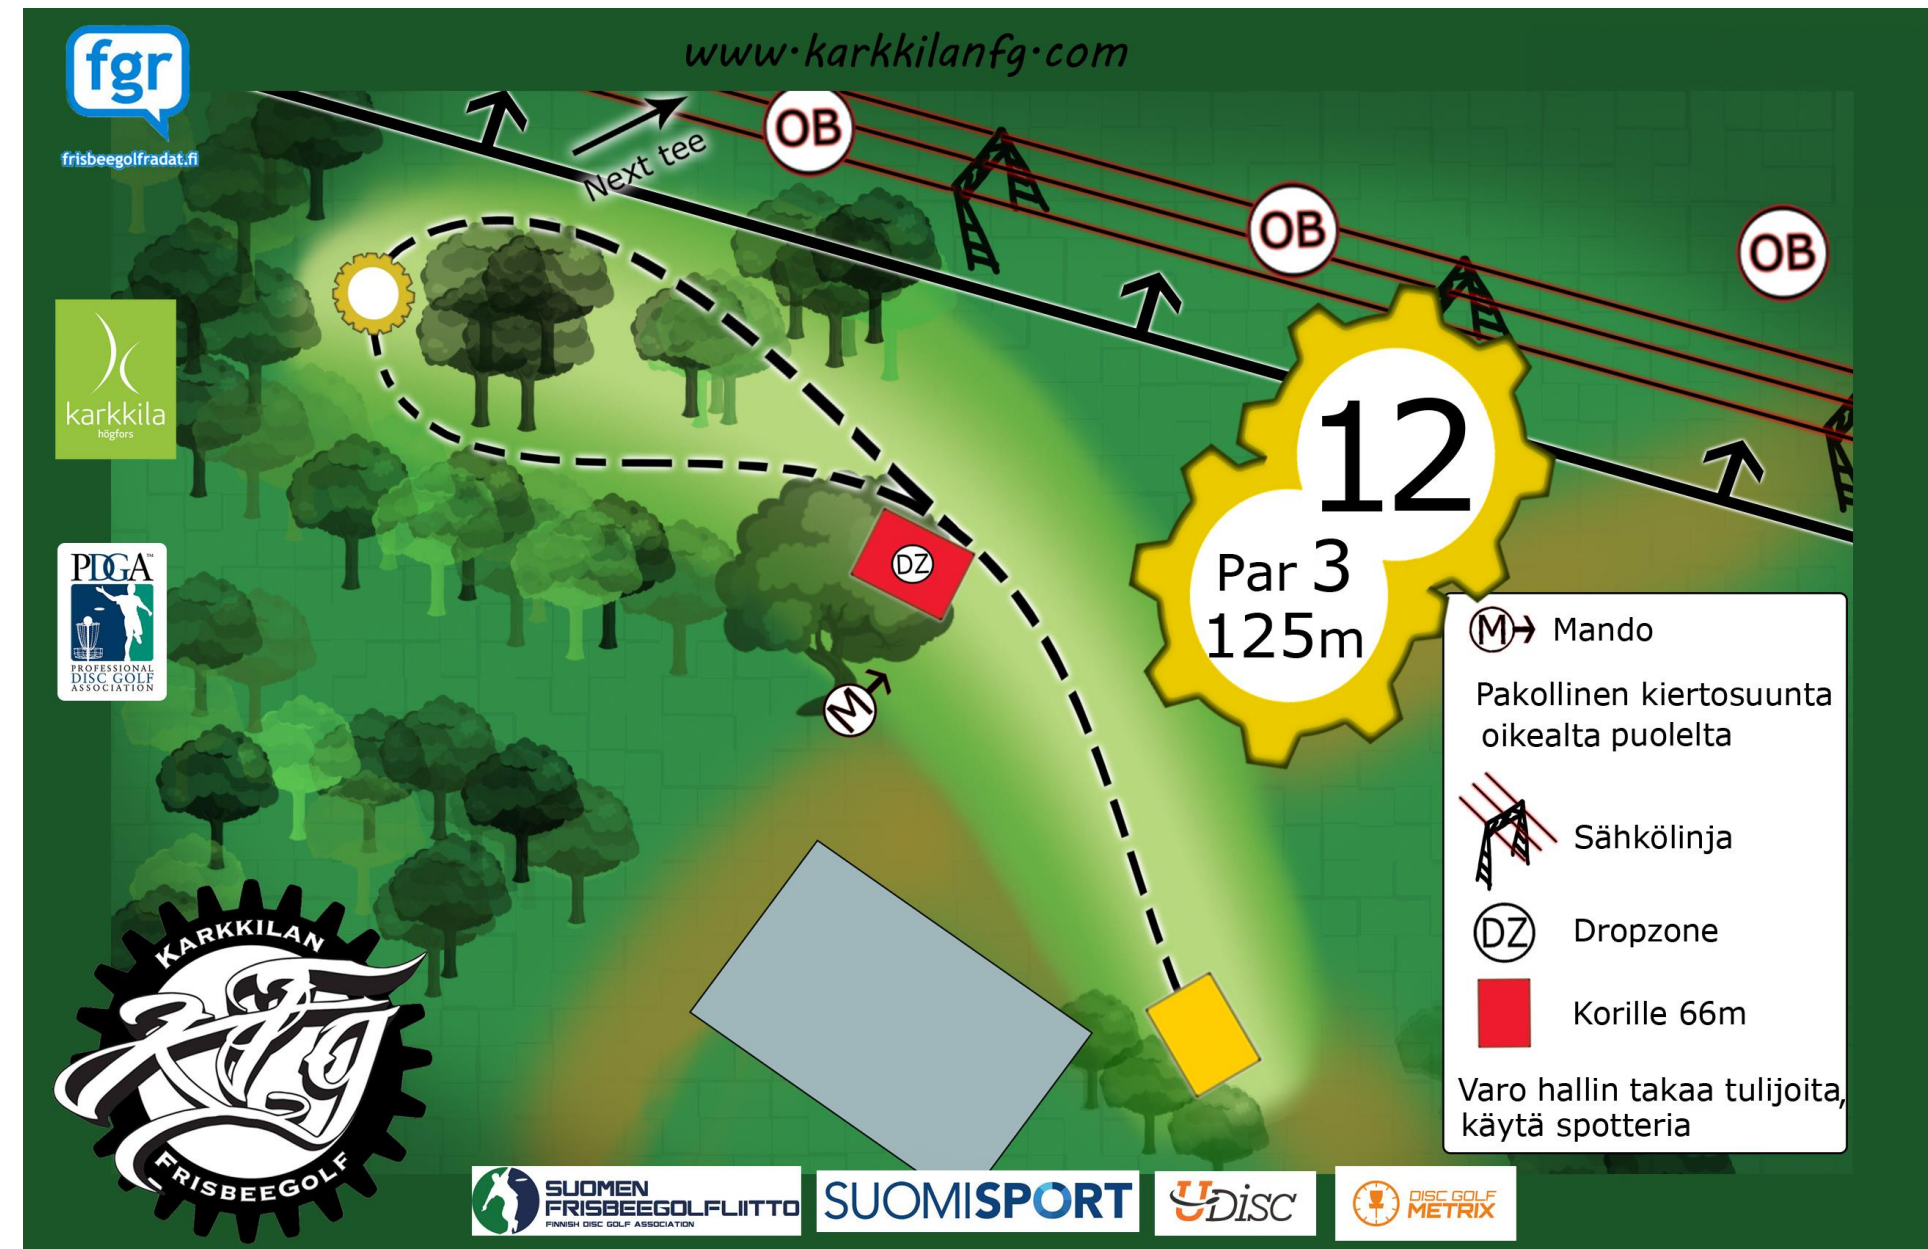 www.karkkilanfg.com
fgr
frisbeegolfradat.fi
Next tee
OB
OB
OB
karkkila
högfors
12
Par 3
125m
PDGA™
PROFESSIONAL
DISC GOLF
ASSOCIATION
DZ
M
M Mando
Pakollinen kiertosuunta
oikealta puolelta
Sähkölinja
DZ Dropzone
Korille 66m
Varo hallin takaa tulijoita,
käytä spotteria
KARKKILAN
KFG
FRISBEEGOLF
SUOMEN
FRISBEEGOLFLIITTO
FINNISH DISC GOLF ASSOCIATION
SUOMISPORT
UDisc
DISC GOLF
METRIX